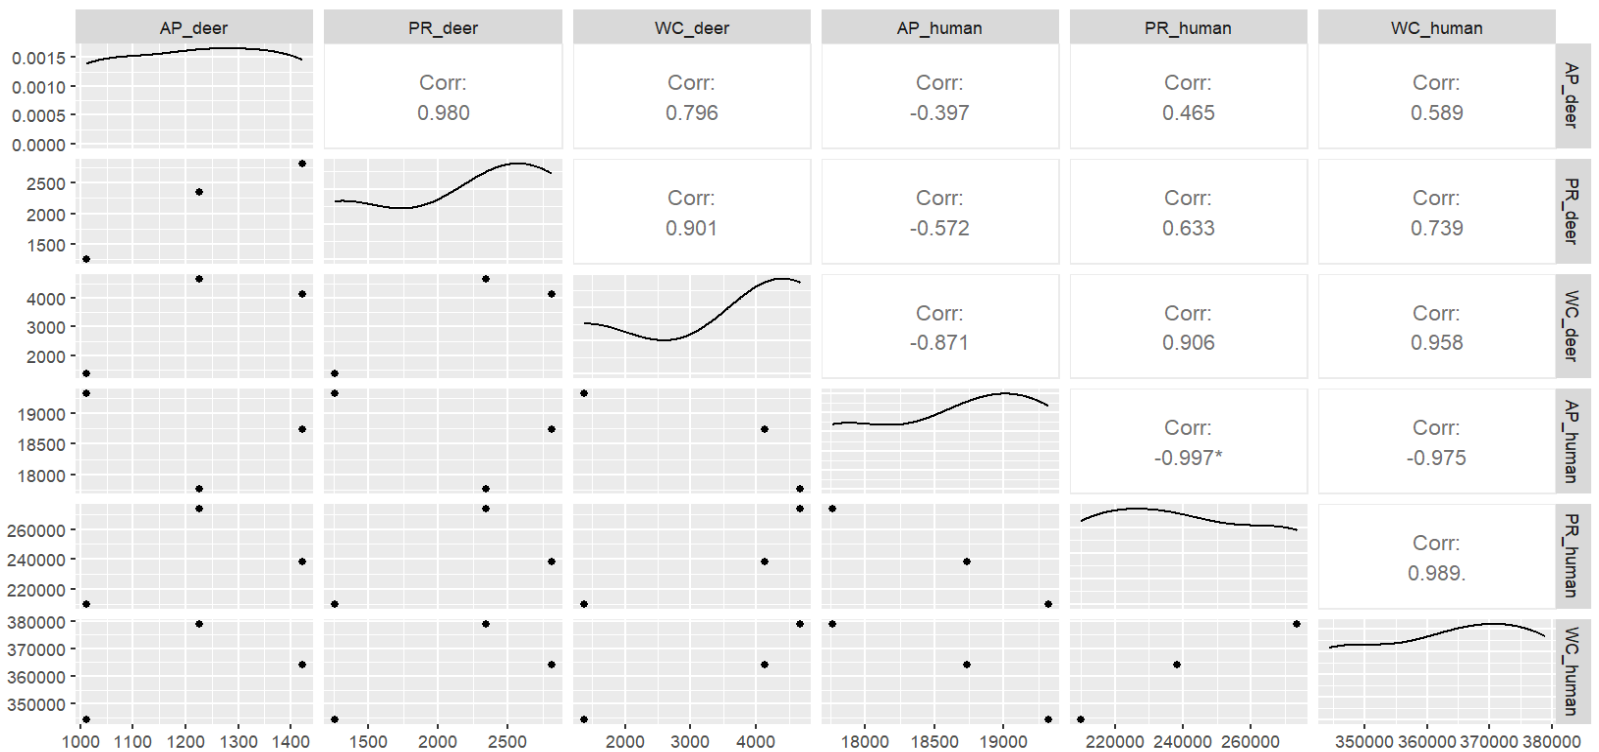 AP_deer PR_deer WC_deer AP_human PR_human WC_human
0.0015
0.0010
0.0005
0.0000
Corr:
0.980
Corr:
0.796
Corr:
-0.397
Corr:
0.465
Corr:
0.589
AP_deer
2500
2000
1500
Corr:
0.901
Corr:
-0.572
Corr:
0.633
Corr:
0.739
PR_deer
4000
3000
2000
Corr:
-0.871
Corr:
0.906
Corr:
0.958
WC_deer
19000
18500
18000
Corr:
-0.997*
Corr:
-0.975
AP_human
260000
240000
220000
Corr:
0.989.
PR_human
380000
370000
360000
350000
WC_human
1000 1100 1200 1300 1400 1500 2000 2500 2000 4000 18000 18500 19000 220000 240000 260000 350000 360000 370000 380000